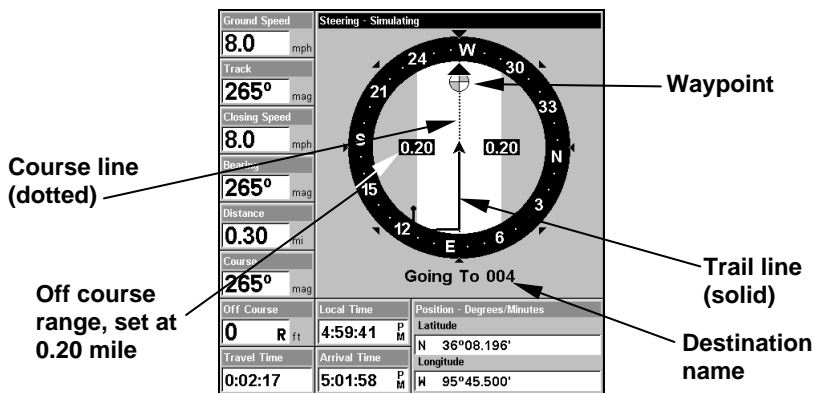 Ground Speed
8.0 mph
Track
265º mag
Closing Speed
8.0 mph
Bearing
265º mag
Distance
0.30 mi
Course
265º mag
Off Course
0 R ft
Travel Time
0:02:17
Steering - Simulating
W
30
33
N
3
6
E
12
15
S
21
24
0.20
0.20
Going To 004
Local Time
4:59:41 PM
Arrival Time
5:01:58 PM
Position - Degrees/Minutes
Latitude
N 36º08.196'
Longitude
W 95º45.500'
Course line
(dotted)
Off course
range, set at
0.20 mile
Waypoint
Trail line
(solid)
Destination
name